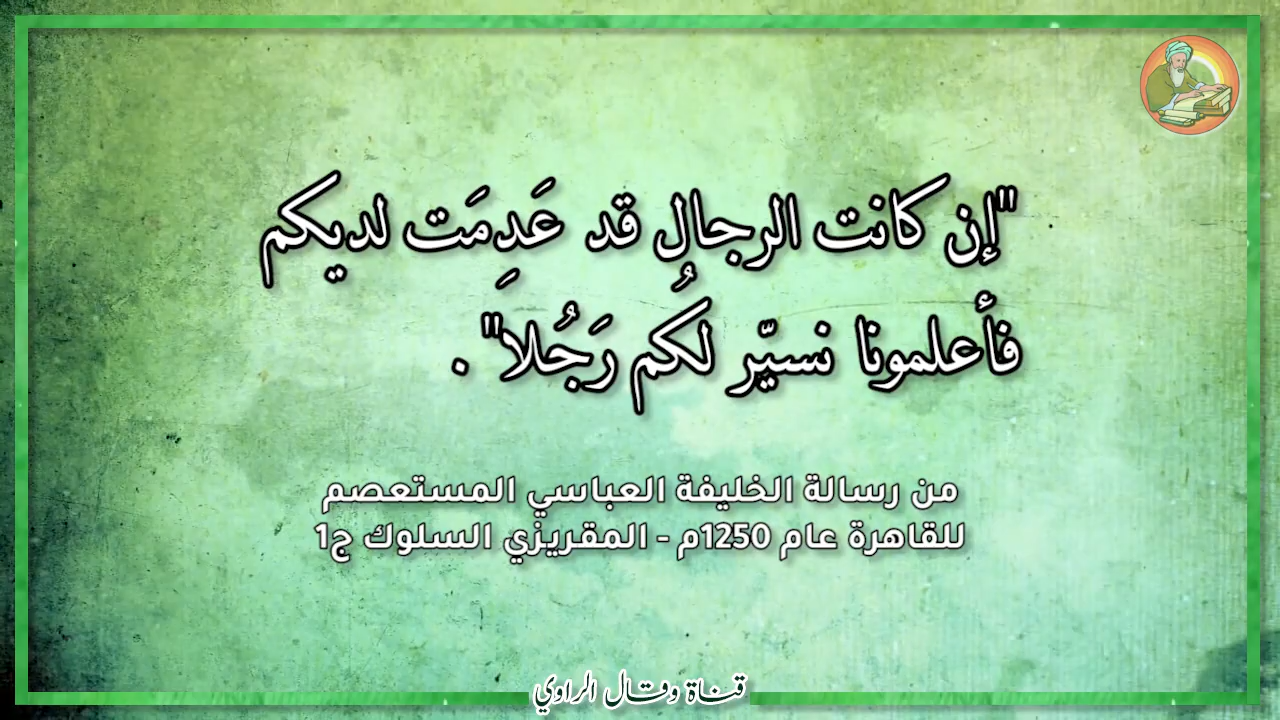 "إن كانت الرجالُ قد عَدِمَت لديكم
فأعلمونا نسيّر لكم رَجُلا".
من رسالة الخليفة العباسي المستعصم
للقاهرة عام 1250م - المقريزي السلوك ج1
قناة وقال الراوي